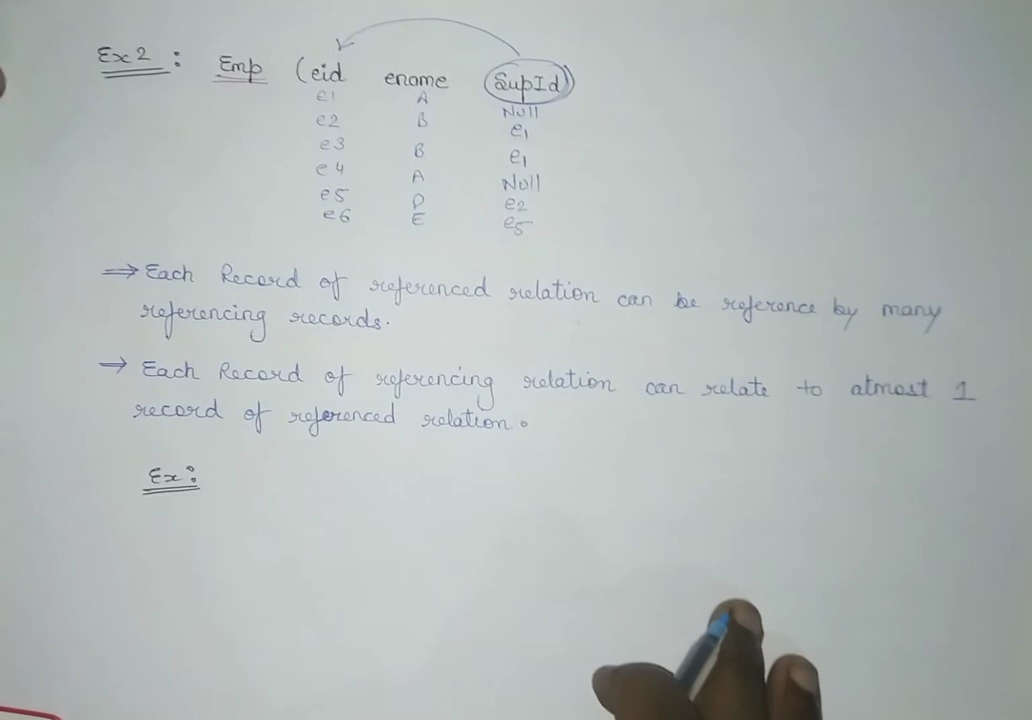 Ex2 : Emp (eid ename SupId
e1 A Null
e2 B e1
e3 B e1
e4 A Null
e5 D e2
e6 E e5
⇒ Each Record of referenced relation can be reference by many
referencing records.
⇒ Each Record of referencing relation can relate to atmost 1
record of referenced relation.
Ex: